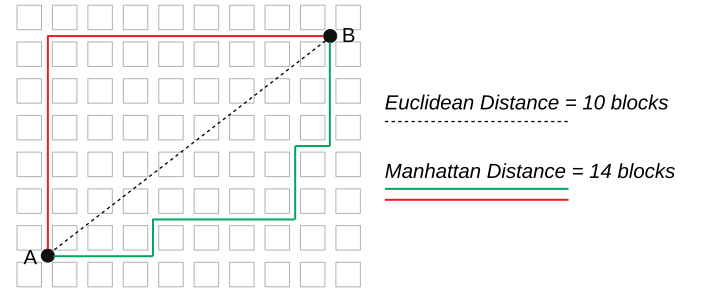 B
Euclidean Distance = 10 blocks
Manhattan Distance = 14 blocks
A